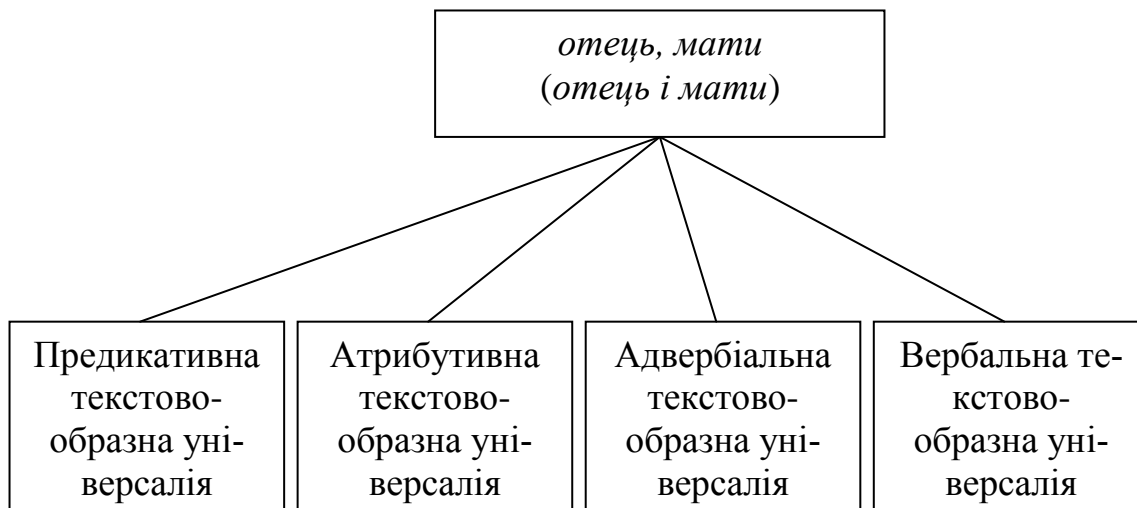 отець, мати
(отець і мати)
Предикативна
текстово-
образна уні-
версалія
Атрибутивна
текстово-
образна уні-
версалія
Адвербіальна
текстово-
образна уні-
версалія
Вербальна те-
кстово-
образна уні-
версалія